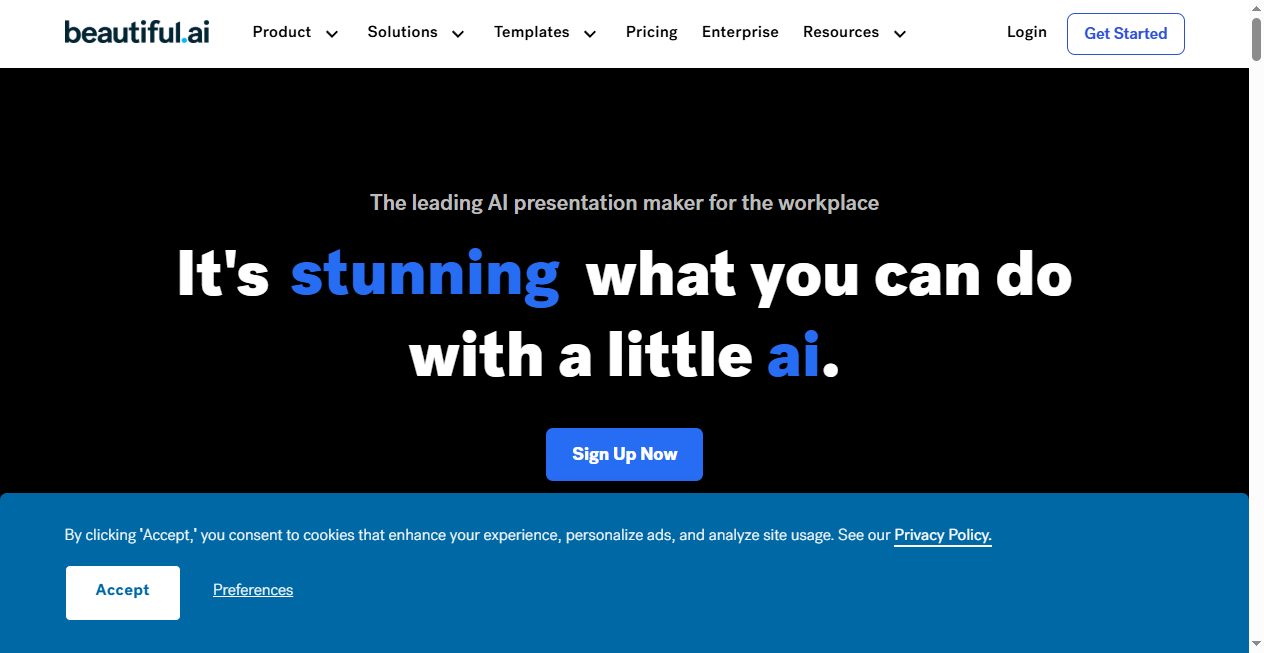 beautiful.ai Product Solutions Templates Pricing Enterprise Resources Login Get Started
The leading AI presentation maker for the workplace
It's stunning what you can do
with a little ai.
Sign Up Now
By clicking "Accept," you consent to cookies that enhance your experience, personalize ads, and analyze site usage. See our Privacy Policy.
Accept Preferences